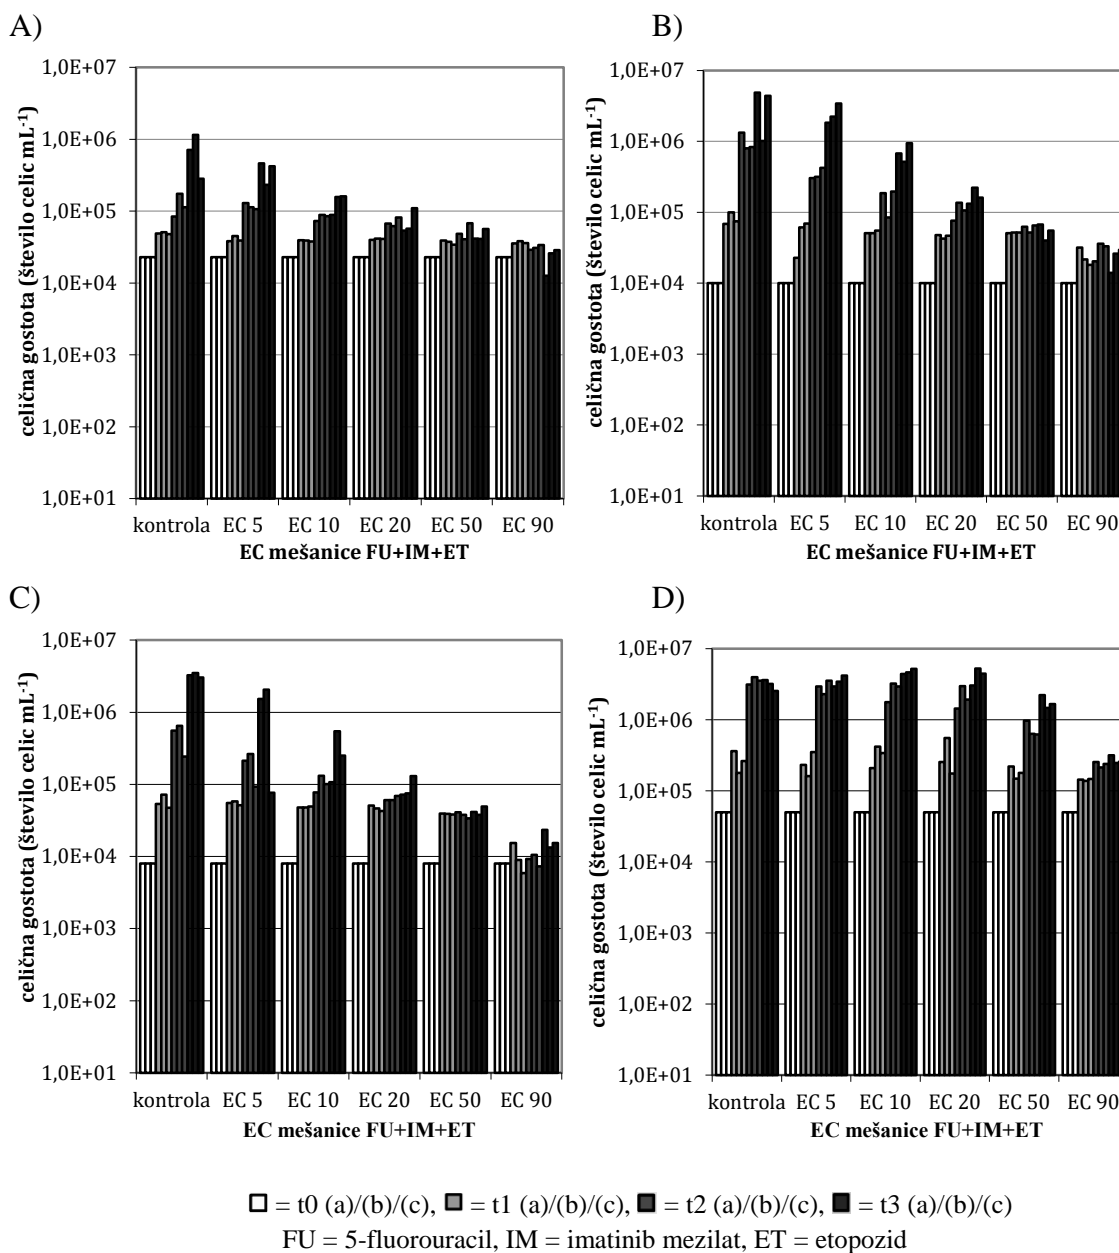 A)
celična gostota (število celic mL-1)
1,0E+07
1,0E+06
1,0E+05
1,0E+04
1,0E+03
1,0E+02
1,0E+01
kontrola EC 5 EC 10 EC 20 EC 50 EC 90
EC mešanice FU+IM+ET
B)
celična gostota (število celic mL-1)
1,0E+07
1,0E+06
1,0E+05
1,0E+04
1,0E+03
1,0E+02
1,0E+01
kontrola EC 5 EC 10 EC 20 EC 50 EC 90
EC mešanice FU+IM+ET
C)
celična gostota (število celic mL-1)
1,0E+07
1,0E+06
1,0E+05
1,0E+04
1,0E+03
1,0E+02
1,0E+01
kontrola EC 5 EC 10 EC 20 EC 50 EC 90
EC mešanice FU+IM+ET
D)
celična gostota (število celic mL-1)
1,0E+07
1,0E+06
1,0E+05
1,0E+04
1,0E+03
1,0E+02
1,0E+01
kontrola EC 5 EC 10 EC 20 EC 50 EC 90
EC mešanice FU+IM+ET
= t0 (a)/(b)/(c), = t1 (a)/(b)/(c), = t2 (a)/(b)/(c), = t3 (a)/(b)/(c)
FU = 5-fluorouracil, IM = imatinib mezilat, ET = etopozid